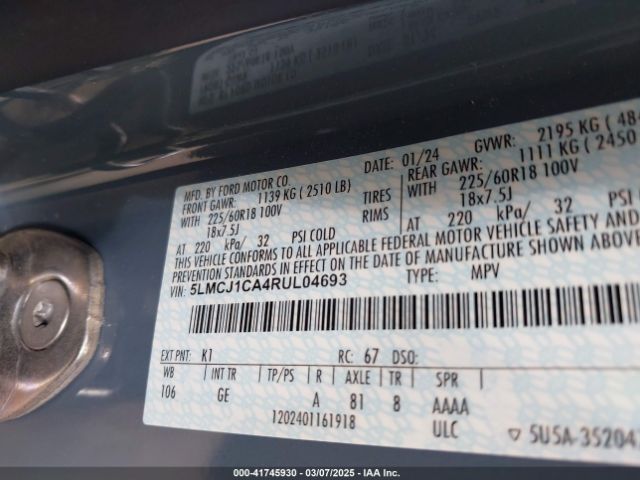 MFD. BY FORD MOTOR CO.
DATE: 01/24 GVWR: 2195 KG ( 484
FRONT GAWR: 1139 KG ( 2510 LB) REAR GAWR: 1111 KG ( 2450
WITH 225/60R18 100V TIRES WITH 225/60R18 100V
18x7.5J RIMS 18x7.5J
AT 220 kPa/ 32 PSI COLD AT 220 kPa/ 32 PSI
THIS VEHICLE CONFORMS TO ALL APPLICABLE FEDERAL MOTOR VEHICLE SAFETY
PREVENTION STANDARDS IN EFFECT ON THE DATE OF MANUFACTURE SHOWN ABOVE
VIN: 5LMCJ1CA4RUL04693 TYPE: MPV
EXT PNT: K1 RC: 67 DSO:
WB INT TR TP/PS R AXLE TR SPR
106 GE A 81 8 AAAA
1202401161918 ULC
5U5A-35204
000-41745930 - 03/07/2025 - IAAI.COM